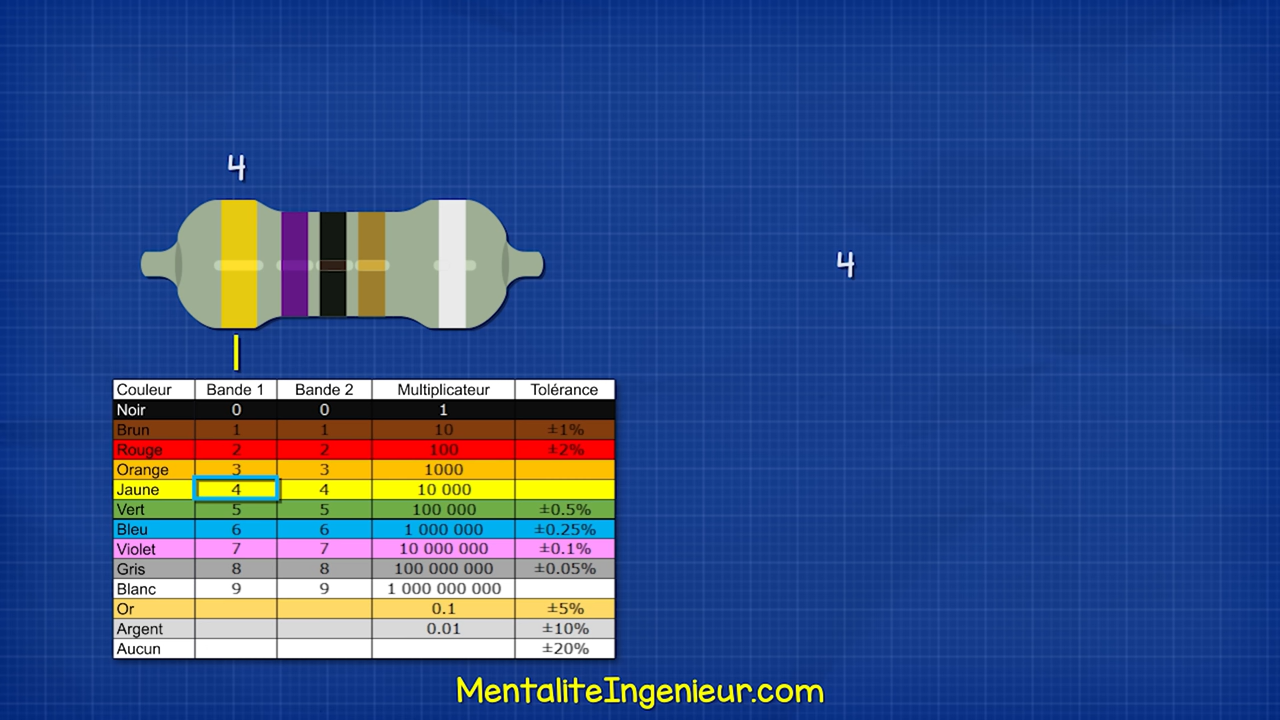 4
4
Couleur Bande 1 Bande 2 Multiplicateur Tolérance
Noir 0 0 1
Brun 1 1 10 ±1%
Rouge 2 2 100 ±2%
Orange 3 3 1000
Jaune 4 4 10 000
Vert 5 5 100 000 ±0.5%
Bleu 6 6 1 000 000 ±0.25%
Violet 7 7 10 000 000 ±0.1%
Gris 8 8 100 000 000 ±0.05%
Blanc 9 9 1 000 000 000
Or 0.1 ±5%
Argent 0.01 ±10%
Aucun ±20%
MentaliteIngenieur.com